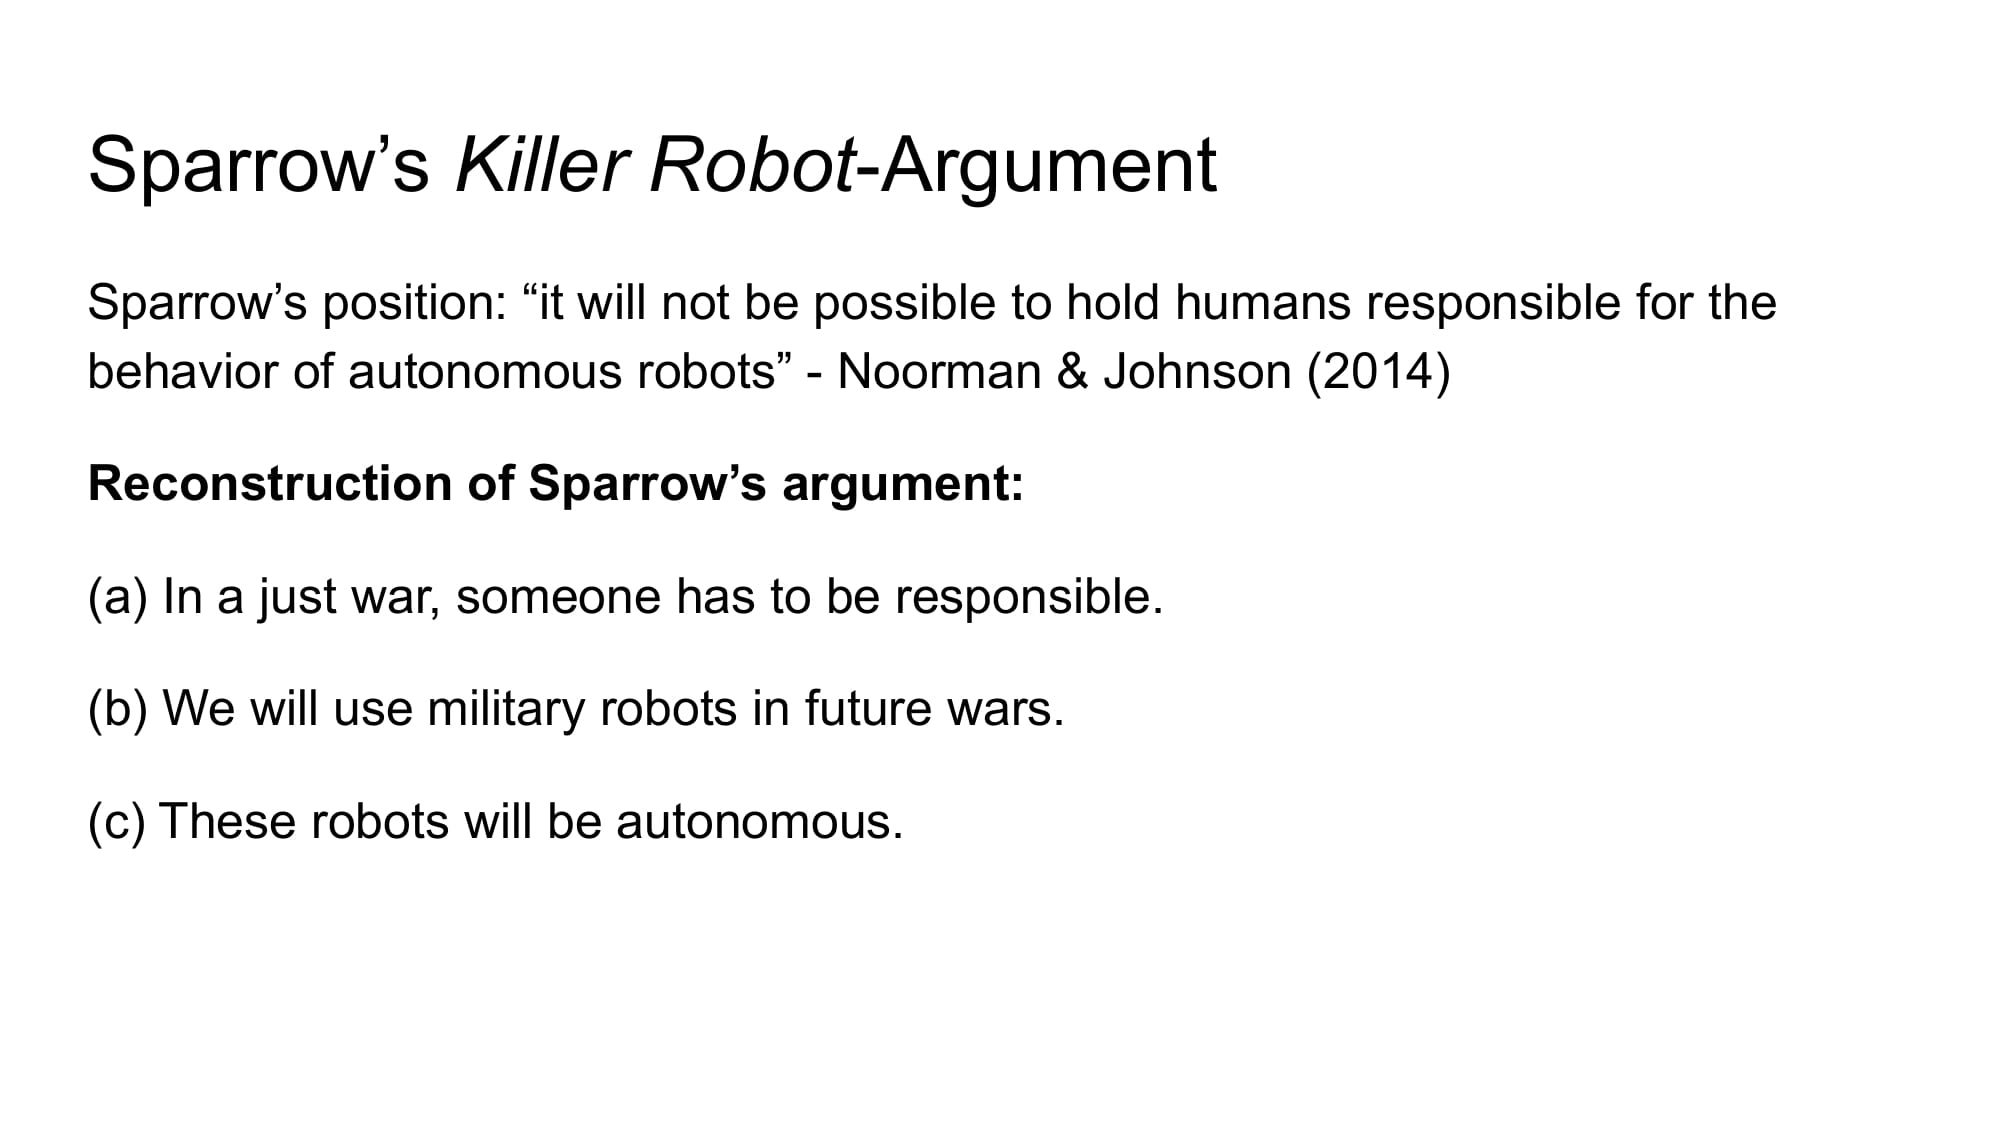 Sparrow’s Killer Robot-Argument
Sparrow’s position: “it will not be possible to hold humans responsible for the
behavior of autonomous robots” - Noorman & Johnson (2014)
Reconstruction of Sparrow’s argument:
(a) In a just war, someone has to be responsible.
(b) We will use military robots in future wars.
(c) These robots will be autonomous.